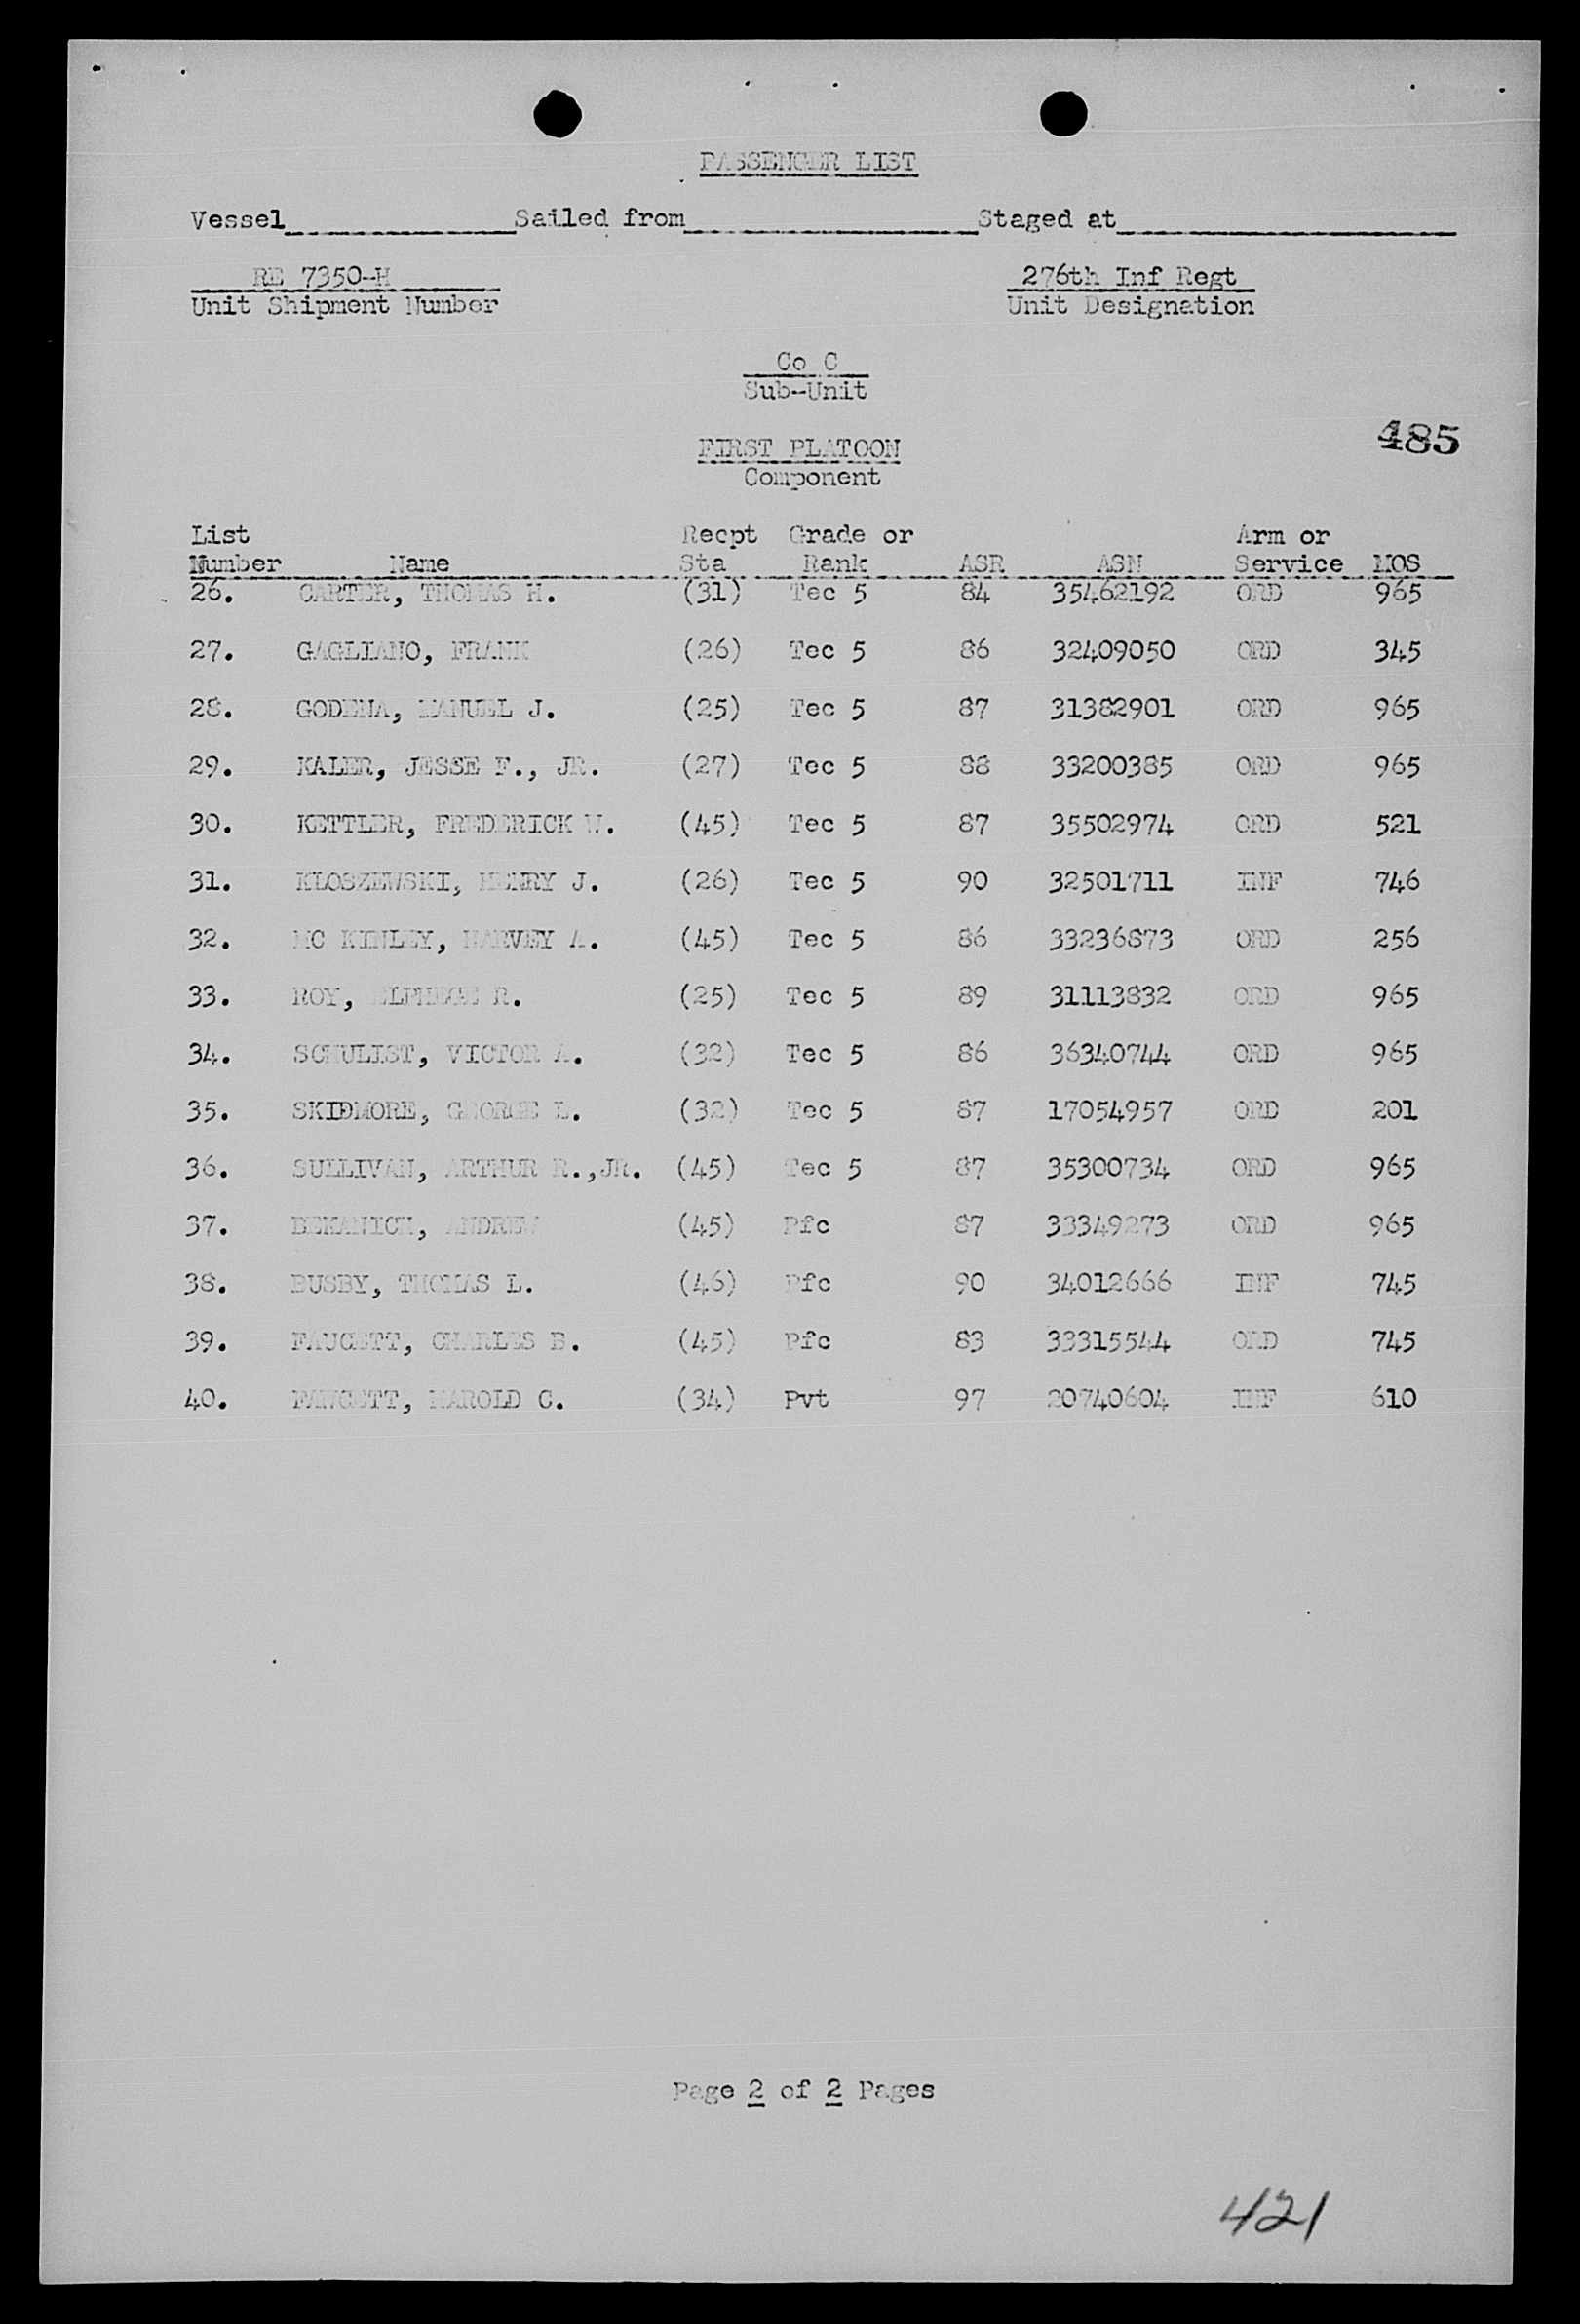 PASSENGER LIST
Vessel Sailed from Staged at
RE 7350-H 276th Inf Regt
Unit Shipment Number Unit Designation
Co C
Sub-Unit
485
FIRST PLATOON
Component
List Recpt Grade or Arm or
Number Name Sta Rank ASR ASN Service MOS
26. CARTER, THOMAS H. (31) Tec 5 84 35462192 ORD 965
27. GAGLIANO, FRANK (26) Tec 5 86 32409050 ORD 345
28. GODENA, MANUEL J. (25) Tec 5 87 31382901 ORD 965
29. KALER, JESSE F., JR. (27) Tec 5 88 33200385 ORD 965
30. KETTLER, FREDERICK W. (45) Tec 5 87 35502974 ORD 521
31. KLOSZEWSKI, HENRY J. (26) Tec 5 90 32501711 INF 746
32. MC KINLEY, HARVEY A. (45) Tec 5 86 33236873 ORD 256
33. ROY, R. (25) Tec 5 89 31113832 ORD 965
34. SCHULIST, VICTOR A. (32) Tec 5 86 36340744 ORD 965
35. SKIDMORE, GEORGE L. (32) Tec 5 87 17054957 ORD 201
36. SULLIVAN, ARTHUR R.,JR. (45) Tec 5 87 35300734 ORD 965
37. BEKANICH, ANDREW (45) Pfc 87 33349273 ORD 965
38. BUSBY, THOMAS L. (46) Pfc 90 34012666 INF 745
39. FAUCETT, CHARLES B. (45) Pfc 83 33315544 ORD 745
40. FAWCETT, HAROLD C. (34) Pvt 97 20740604 INF 610
Page 2 of 2 Pages
421